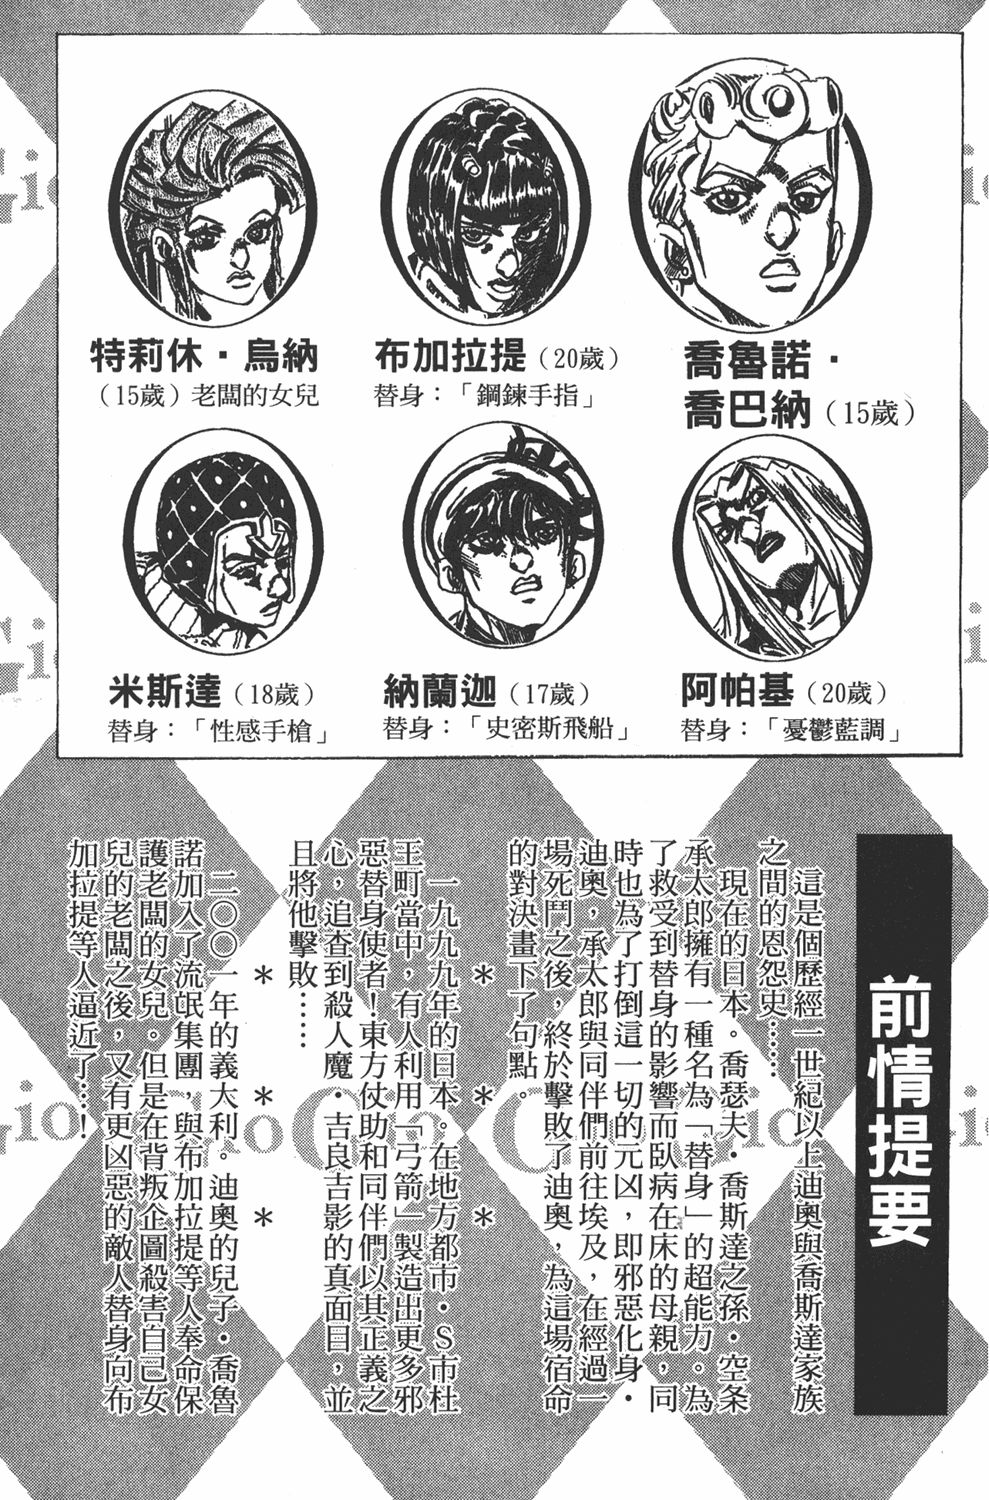 喬魯諾・
喬巴納（15歲）
布加拉提（20歲）
替身：「鋼鍊手指」
特莉休・烏納
（15歲）老闆的女兒
阿帕基（20歲）
替身：「憂鬱藍調」
納蘭迦（17歲）
替身：「史密斯飛船」
米斯達（18歲）
替身：「性感手槍」
前情提要
這是個歷經一世紀以上迪奧與喬斯達家族
之間的恩怨史……
現在的日本。喬瑟夫・喬斯達之孫・空条
承太郎擁有一種名為「替身」的超能力。為
了救受到替身的影響而臥病在床的母親，同
時也為了打倒這一切的元凶，即邪惡化身・
迪奧，承太郎與同伴們前往埃及，在經過一
場死鬥之後，終於擊敗了迪奧，為這場宿命
的對決畫下了句點。
＊　＊　＊
一九九九年的日本。在地方都市・Ｓ市杜
王町當中，有人利用「弓箭」製造出更多邪
惡替身使者！東方仗助和同伴們以其正義之
心，追查到殺人魔・吉良吉影的真面目，並
且將他擊敗……
＊　＊　＊
二〇〇一年的義大利。迪奧的兒子・喬魯
諾加入了流氓集團，與布加拉提等人奉命保
護老闆的女兒。但是在背叛企圖殺害自己女
兒的老闆之後，又有更凶惡的敵人替身向布
加拉提等人逼近了…！
GioGio